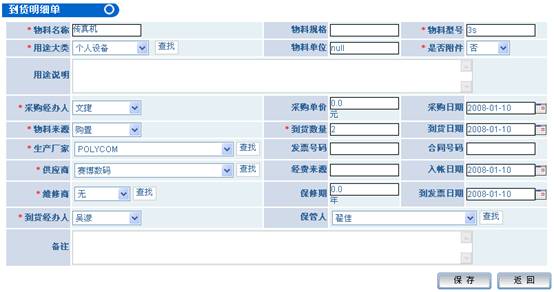 到货明细单
*物料名称 传真机 物料规格 *物料型号 3s
*用途大类 个人设备 查找 物料单位 null *是否附件 否
用途说明
*采购经办人 文捷 采购单价 0.0 元 采购日期 2008-01-10
*物料来源 购置 *到货数量 2 到货日期 2008-01-10
*生产厂家 POLYCOM 查找 发票号码 合同号码
*供应商 赛博数码 查找 经费来源 入帐日期 2008-01-10
*维修商 无 查找 保修期 0.0 年 到发票日期 2008-01-10
*到货经办人 吴滂 保管人 翟佳 查找
备注
保存 返回